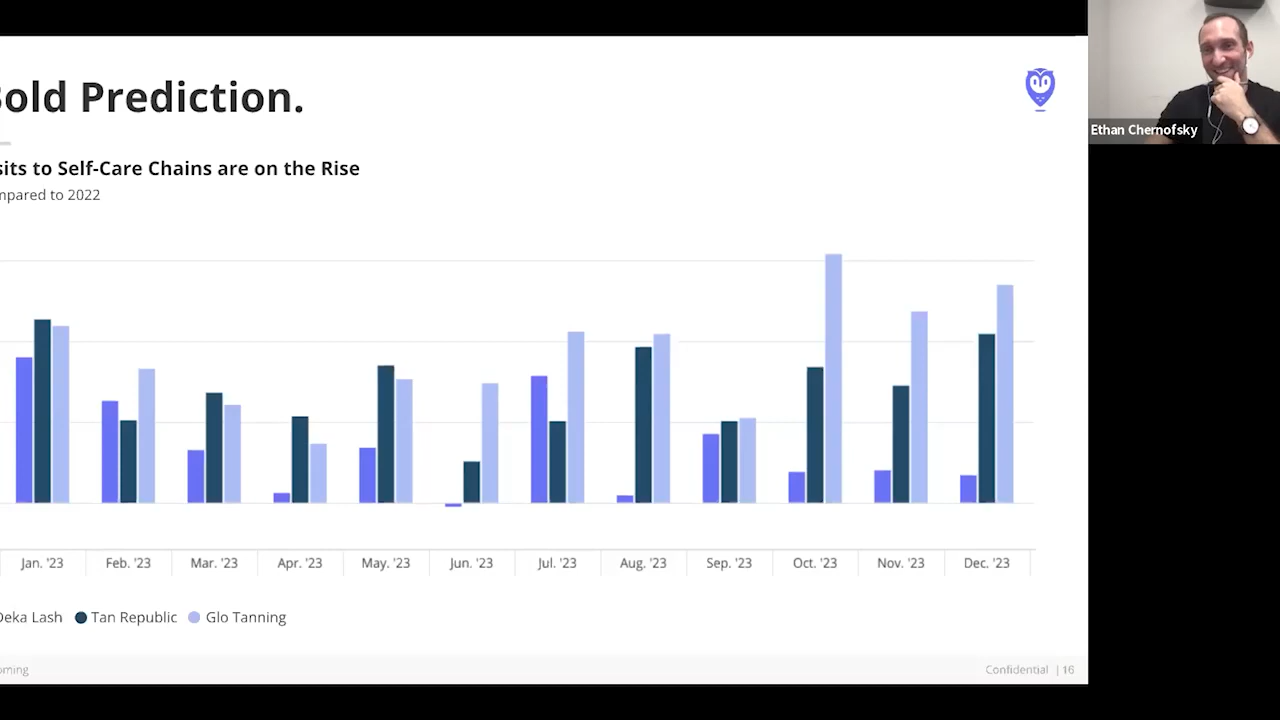 Bold Prediction.
Ethan Chernofsky
sits to Self-Care Chains are on the Rise
mpared to 2022
Jan. '23 Feb. '23 Mar. '23 Apr. '23 May. '23 Jun. '23 Jul. '23 Aug. '23 Sep. '23 Oct. '23 Nov. '23 Dec. '23
Deka Lash Tan Republic Glo Tanning
oming
Confidential | 16